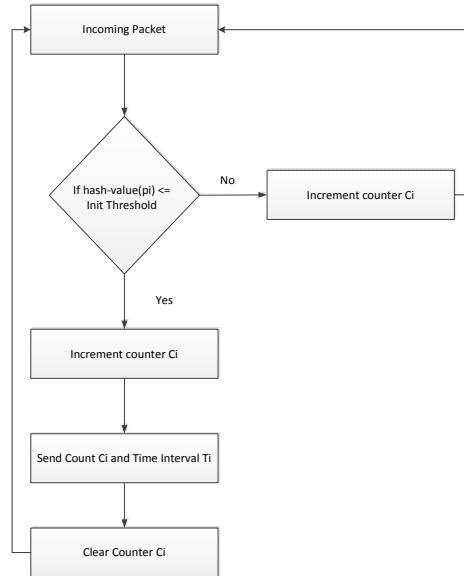 Incoming Packet
If hash-value(pi) <=
Init Threshold
No
Increment counter Ci
Yes
Increment counter Ci
Send Count Ci and Time Interval Ti
Clear Counter Ci